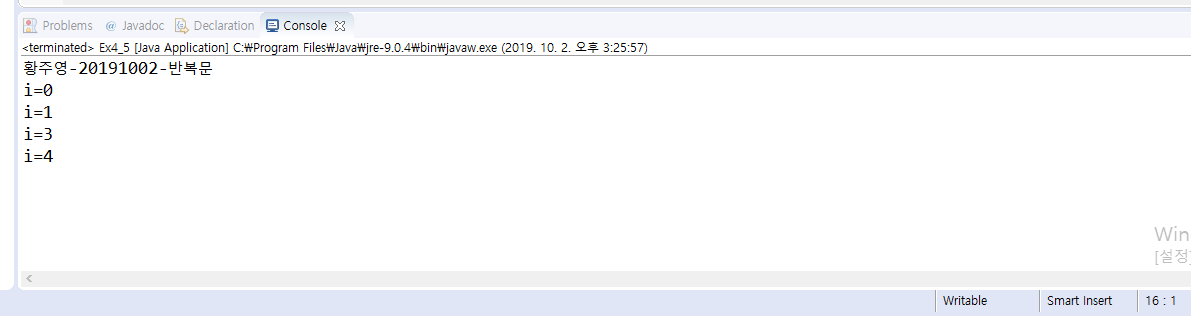 Problems @ Javadoc Declaration Console
<terminated> Ex4_5 [Java Application] C:₩Program Files₩Java₩jre-9.0.4₩bin₩javaw.exe (2019. 10. 2. 오후 3:25:57)
황주영-20191002-반복문
i=0
i=1
i=3
i=4
Win
[설정]
Writable Smart Insert 16 : 1